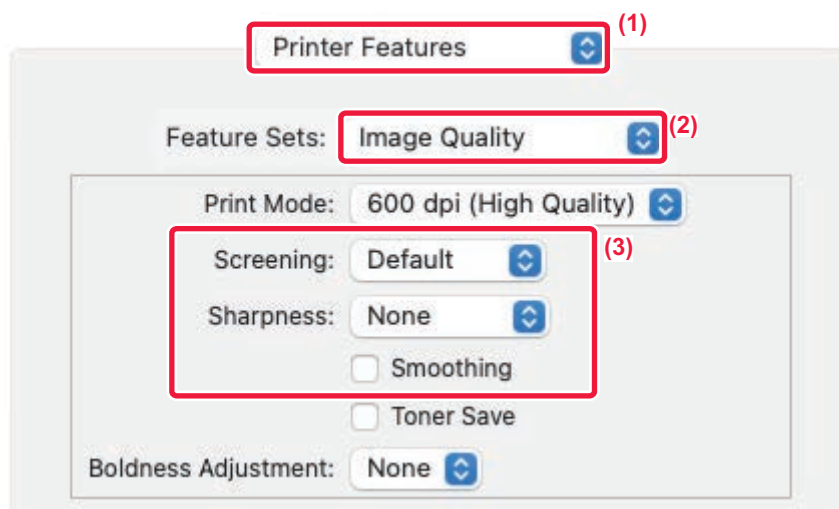 Printer Features (1)
Feature Sets: Image Quality (2)
Print Mode: 600 dpi (High Quality)
Screening: Default (3)
Sharpness: None
Smoothing
Toner Save
Boldness Adjustment: None